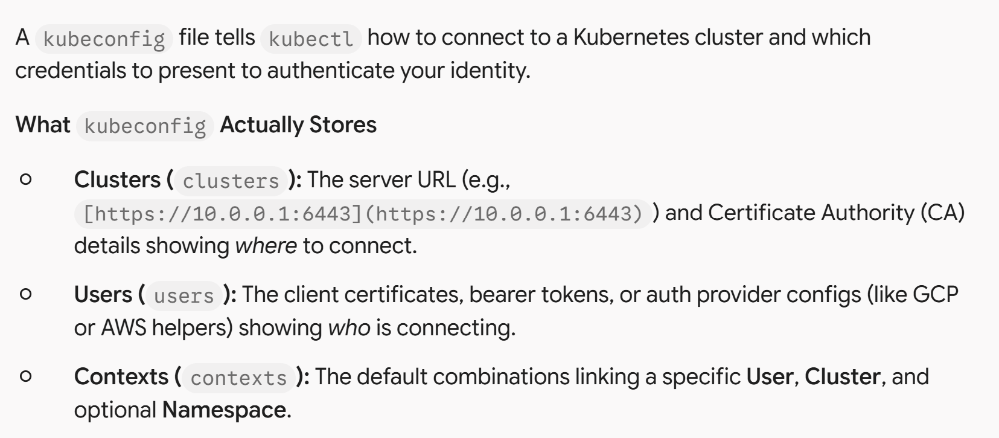 A kubeconfig file tells kubectl how to connect to a Kubernetes cluster and which
credentials to present to authenticate your identity.
What kubeconfig Actually Stores
Clusters ( clusters ): The server URL (e.g.,
[https://10.0.0.1:6443](https://10.0.0.1:6443) ) and Certificate Authority (CA)
details showing where to connect.
Users ( users ): The client certificates, bearer tokens, or auth provider configs (like GCP
or AWS helpers) showing who is connecting.
Contexts ( contexts ): The default combinations linking a specific User, Cluster, and
optional Namespace.